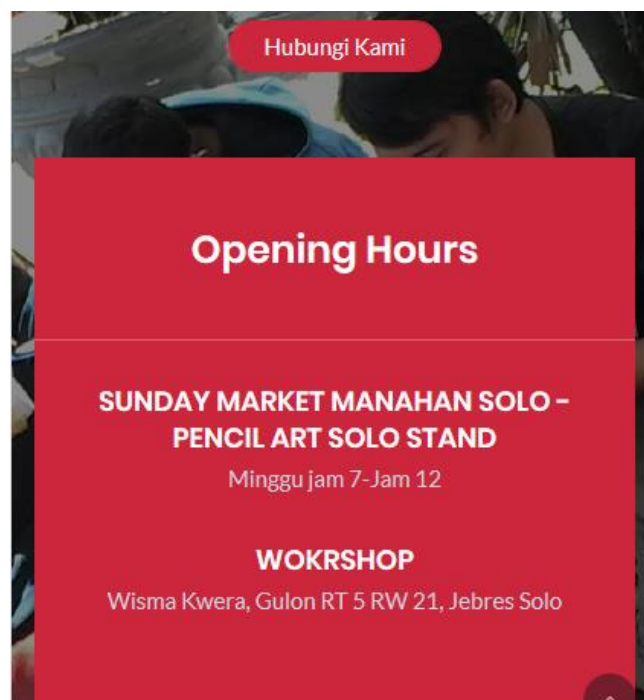 Hubungi Kami
Opening Hours
SUNDAY MARKET MANAHAN SOLO -
PENCIL ART SOLO STAND
Minggu jam 7-Jam 12
WOKRSHOP
Wisma Kwera, Gulon RT 5 RW 21, Jebres Solo